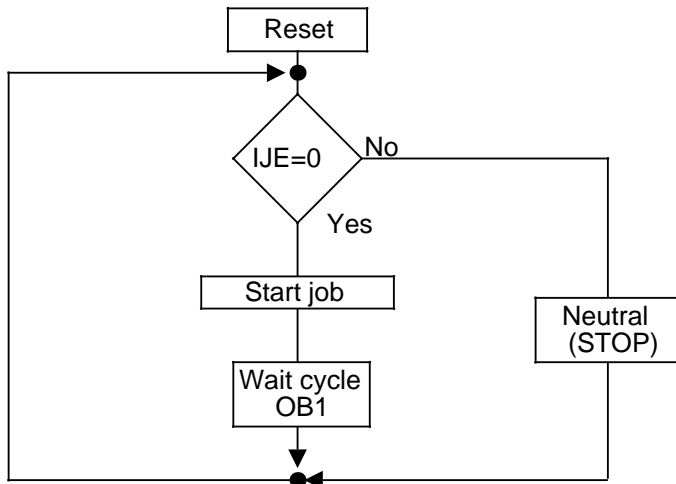 Reset
IJE=0
No
Yes
Start job
Neutral
(STOP)
Wait cycle
OB1